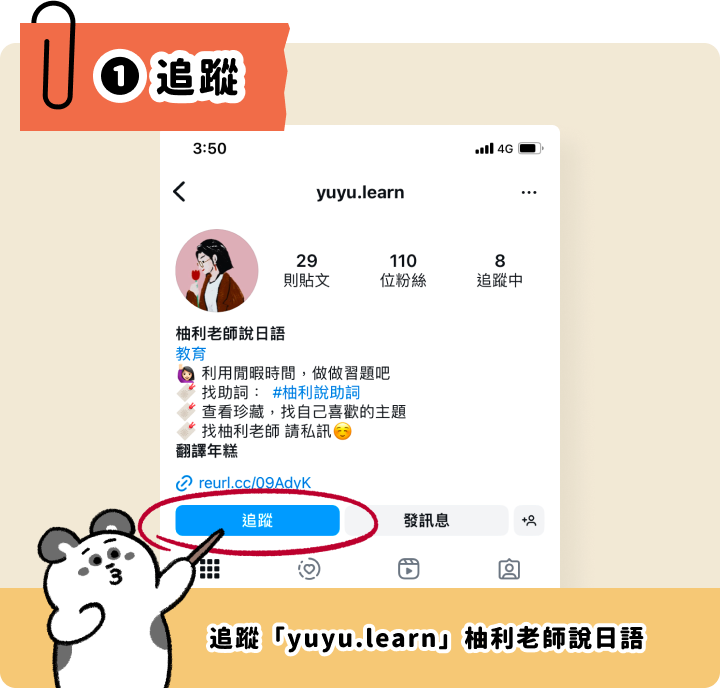 ❶追蹤
3:50
4G
yuyu.learn
29 110 8
則貼文 位粉絲 追蹤中
柚利老師說日語
教育
利用閒暇時間,做做習題吧
找助詞: #柚利說助詞
查看珍藏,找自己喜歡的主題
找柚利老師 請私訊
翻譯年糕
reurl.cc/09AdyK
追蹤 發訊息
追蹤「yuyu.learn」柚利老師說日語